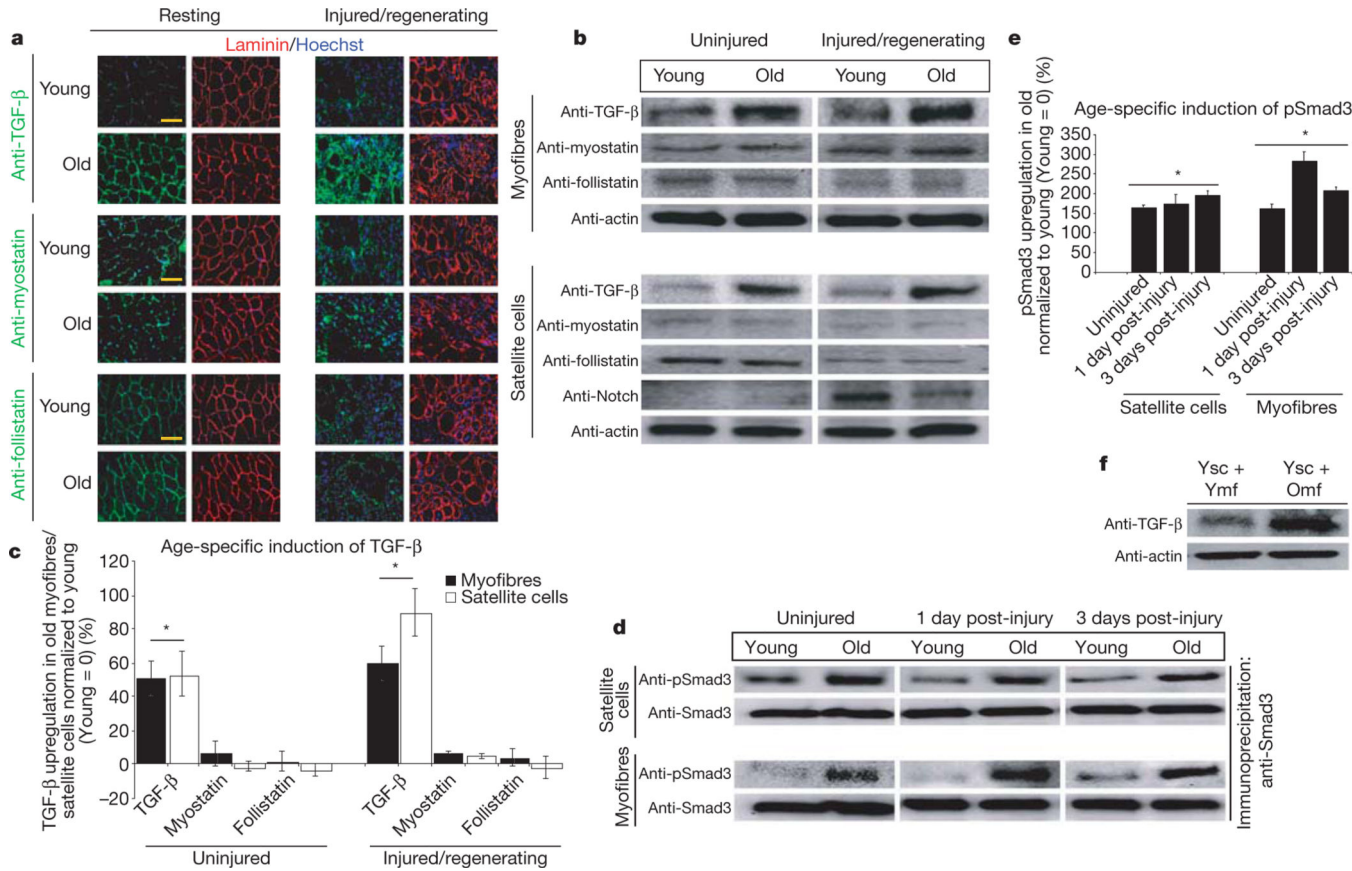 a
Resting
Injured/regenerating
Laminin/Hoechst
Anti-TGF-β
Young
Old
Anti-myostatin
Young
Old
Anti-follistatin
Young
Old
b
Uninjured
Injured/regenerating
Young
Old
Young
Old
Myofibres
Anti-TGF-β
Anti-myostatin
Anti-follistatin
Anti-actin
Satellite cells
Anti-TGF-β
Anti-myostatin
Anti-follistatin
Anti-Notch
Anti-actin
e
Age-specific induction of pSmad3
pSmad3 upregulation in old
normalized to young (Young = 0) (%)
350
300
250
200
150
100
50
0
*
*
Uninjured
1 day post-injury
3 days post-injury
Uninjured
1 day post-injury
3 days post-injury
Satellite cells
Myofibres
f
Ysc +
Ymf
Ysc +
Omf
Anti-TGF-β
Anti-actin
c
Age-specific induction of TGF-β
TGF-β upregulation in old myofibres/
satellite cells normalized to young
(Young = 0) (%)
120
100
80
60
40
20
0
–20
*
*
Myofibres
Satellite cells
TGF-β
Myostatin
Follistatin
TGF-β
Myostatin
Follistatin
Uninjured
Injured/regenerating
d
Uninjured
1 day post-injury
3 days post-injury
Young
Old
Young
Old
Young
Old
Satellite
cells
Anti-pSmad3
Anti-Smad3
Myofibres
Anti-pSmad3
Anti-Smad3
Immunoprecipitation:
anti-Smad3